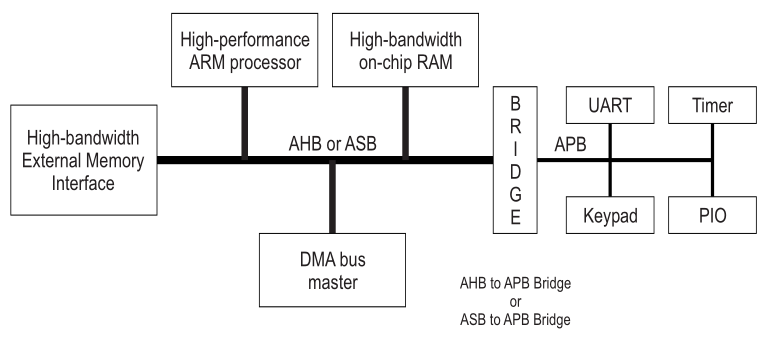 High-performance
ARM processor
High-bandwidth
on-chip RAM
High-bandwidth
External Memory
Interface
AHB or ASB
B
R
I
D
G
E
APB
UART
Timer
Keypad
PIO
DMA bus
master
AHB to APB Bridge
or
ASB to APB Bridge